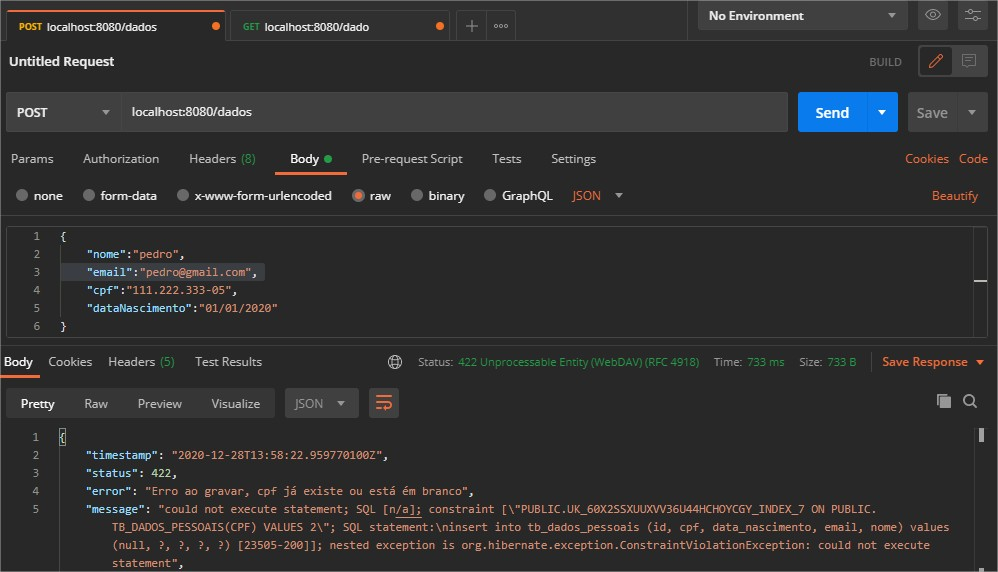 POST localhost:8080/dados GET localhost:8080/dado No Environment
Untitled Request BUILD
POST localhost:8080/dados Send Save
Params Authorization Headers (8) Body Pre-request Script Tests Settings Cookies Code
none form-data x-www-form-urlencoded raw binary GraphQL JSON Beautify
1 {
2 "nome":"pedro",
3 "email":"pedro@gmail.com",
4 "cpf":"111.222.333-05",
5 "dataNascimento":"01/01/2020"
6 }
Body Cookies Headers (5) Test Results Status: 422 Unprocessable Entity (WebDAV) (RFC 4918) Time: 733 ms Size: 733 B Save Response
Pretty Raw Preview Visualize JSON
1 {
2 "timestamp": "2020-12-28T13:58:22.959770100Z",
3 "status": 422,
4 "error": "Erro ao gravar, cpf já existe ou está ém branco",
5 "message": "could not execute statement; SQL [n/a]; constraint [\"PUBLIC.UK_60X2SSXUUXVV36U44HCHOYCGY_INDEX_7 ON PUBLIC.
TB_DADOS_PESSOAIS(CPF) VALUES 2\"; SQL statement:\ninsert into tb_dados_pessoais (id, cpf, data_nascimento, email, nome) values
(null, ?, ?, ?, ?) [23505-200]]; nested exception is org.hibernate.exception.ConstraintViolationException: could not execute
statement",